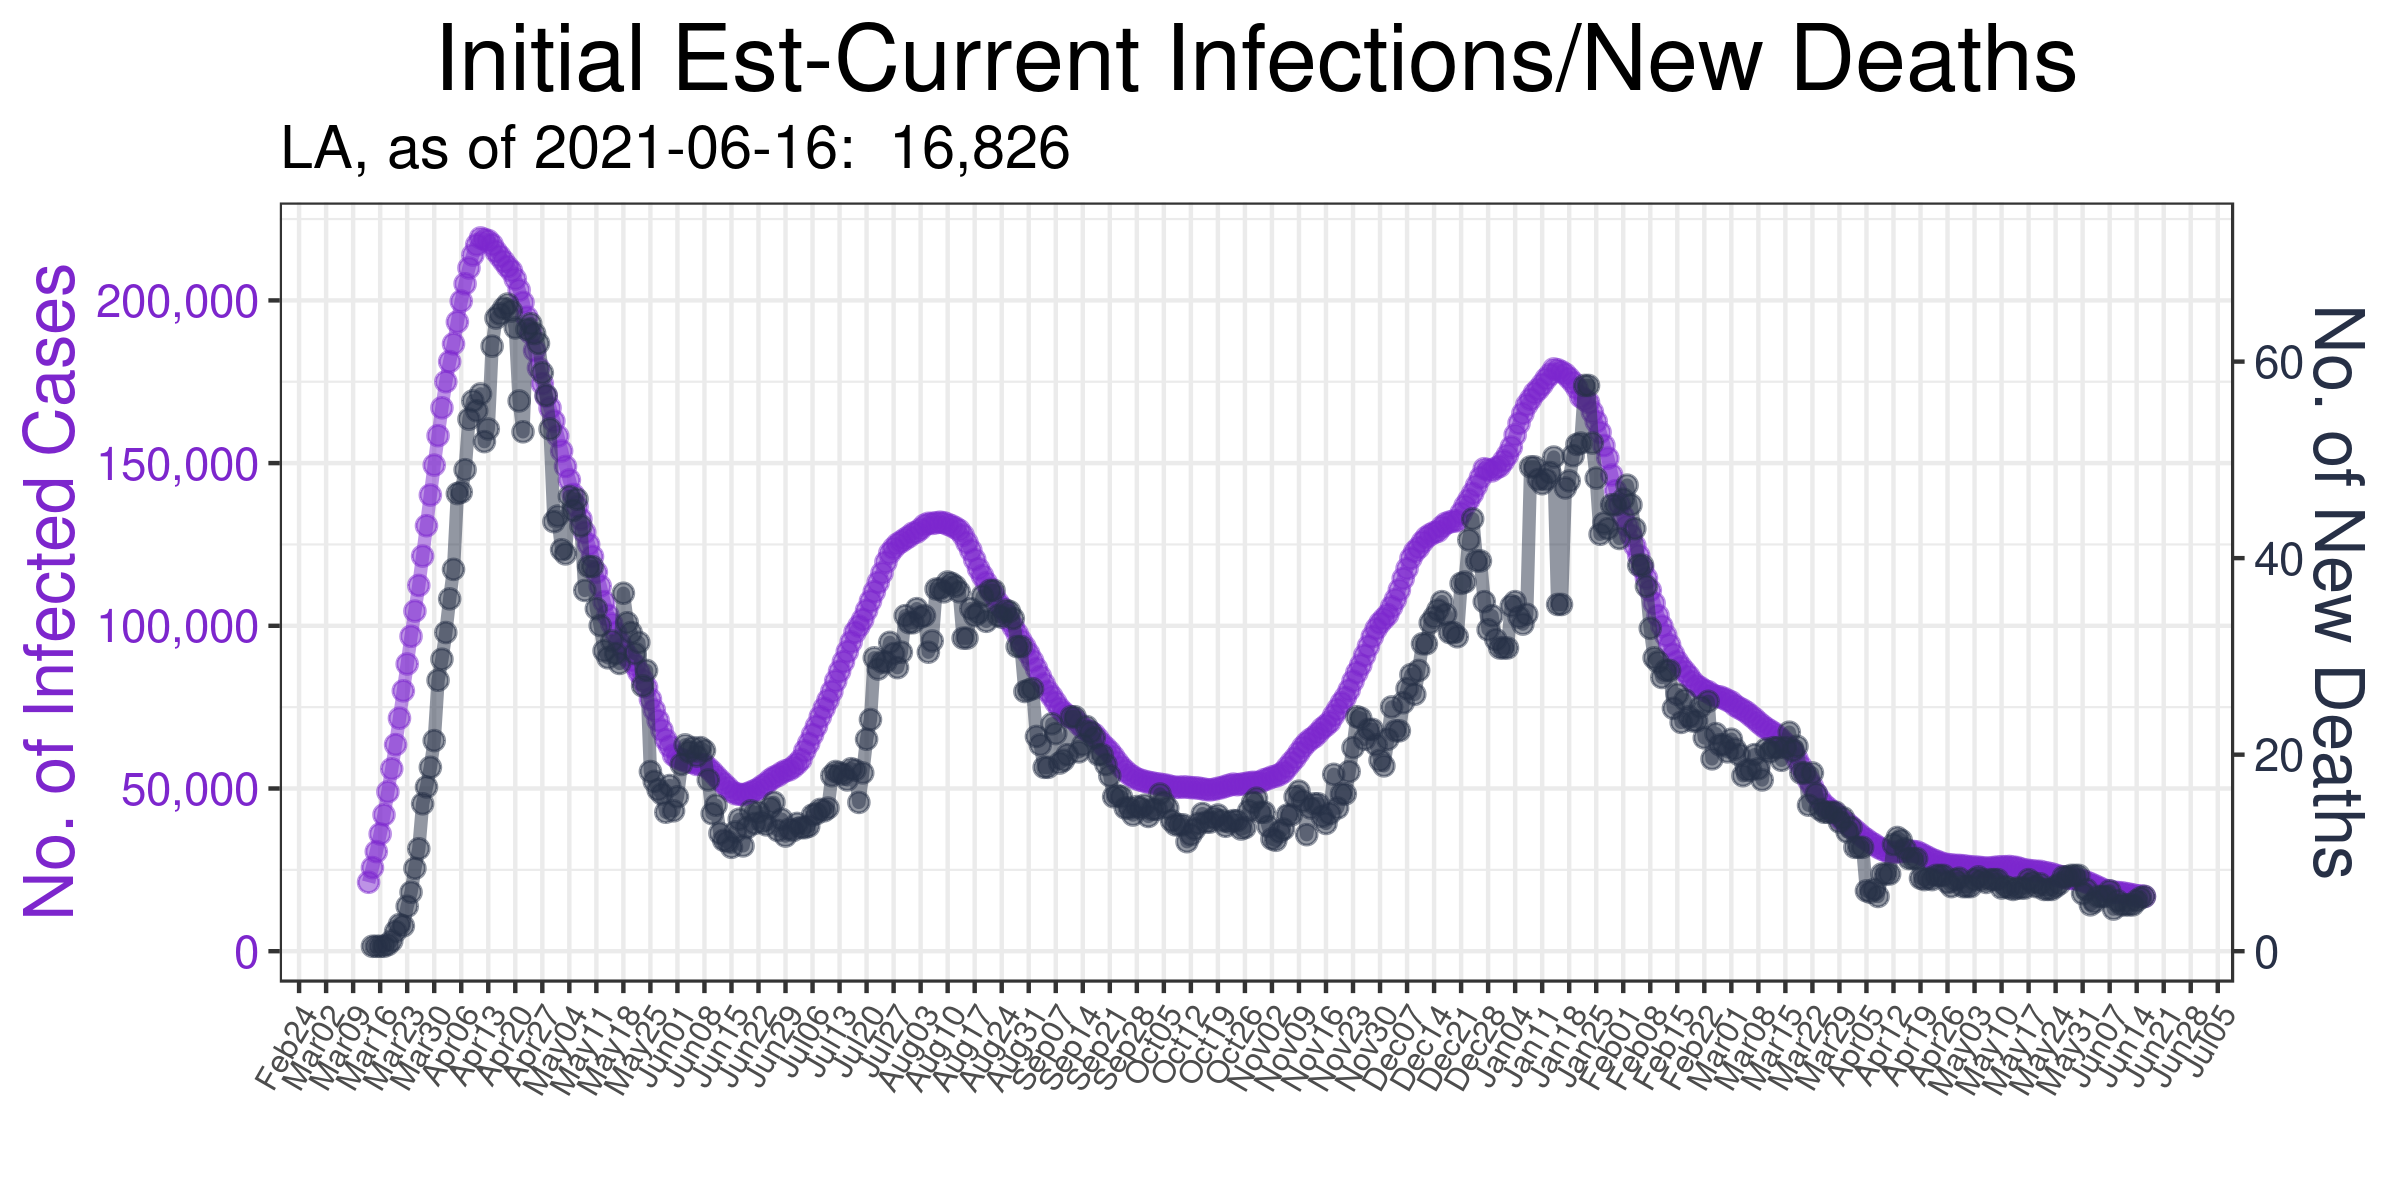 Initial Est-Current Infections/New Deaths
LA, as of 2021-06-16:  16,826
No. of Infected Cases
200,000
150,000
100,000
50,000
0
60
40
20
0
No. of New Deaths
Feb24
Mar02
Mar09
Mar16
Mar23
Mar30
Apr06
Apr13
Apr20
Apr27
May04
May11
May18
May25
Jun01
Jun08
Jun15
Jun22
Jun29
Jul06
Jul13
Jul20
Jul27
Aug03
Aug10
Aug17
Aug24
Aug31
Sep07
Sep14
Sep21
Sep28
Oct05
Oct12
Oct19
Oct26
Nov02
Nov09
Nov16
Nov23
Nov30
Dec07
Dec14
Dec21
Dec28
Jan04
Jan11
Jan18
Jan25
Feb01
Feb08
Feb15
Feb22
Mar01
Mar08
Mar15
Mar22
Mar29
Apr05
Apr12
Apr19
Apr26
May03
May10
May17
May24
May31
Jun07
Jun14
Jun21
Jun28
Jul05